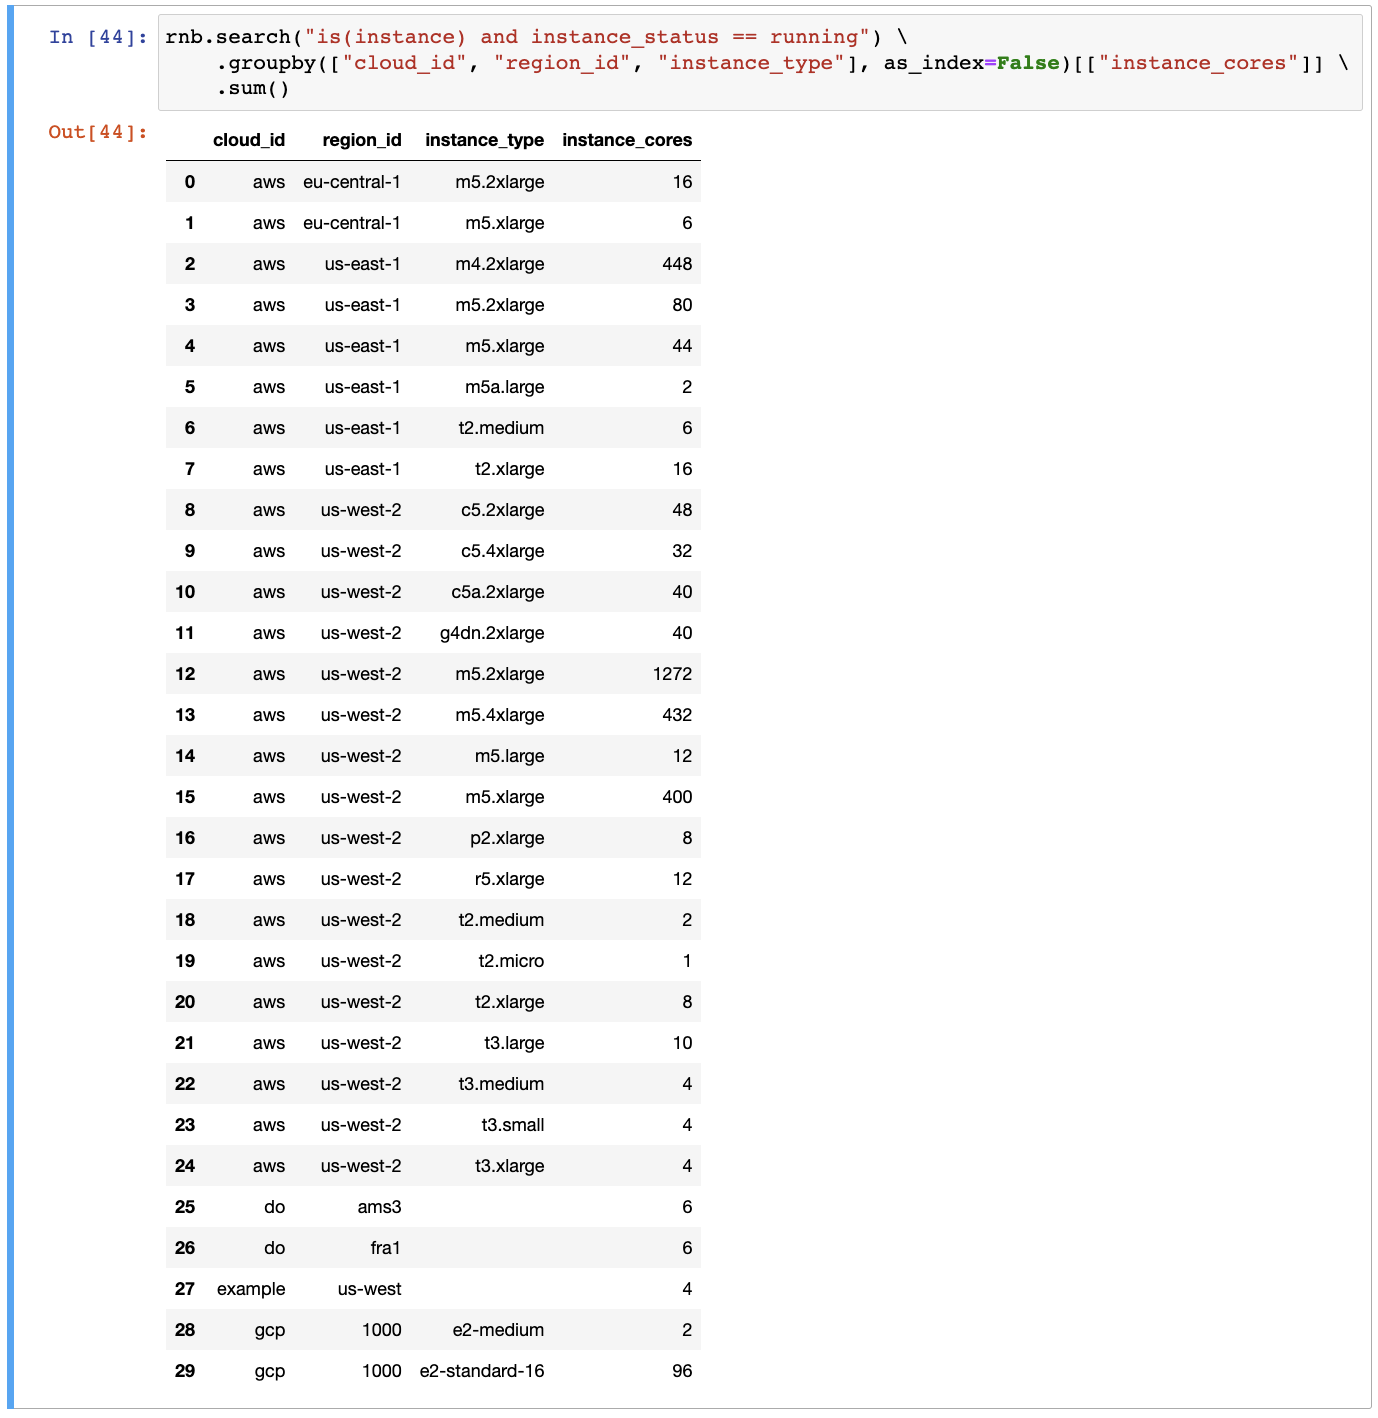 In [44]: rnb.search("is(instance) and instance_status == running") \
.groupby(["cloud_id", "region_id", "instance_type"], as_index=False)[["instance_cores"]] \
.sum()
Out[44]:
cloud_id region_id instance_type instance_cores
0 aws eu-central-1 m5.2xlarge 16
1 aws eu-central-1 m5.xlarge 6
2 aws us-east-1 m4.2xlarge 448
3 aws us-east-1 m5.2xlarge 80
4 aws us-east-1 m5.xlarge 44
5 aws us-east-1 m5a.large 2
6 aws us-east-1 t2.medium 6
7 aws us-east-1 t2.xlarge 16
8 aws us-west-2 c5.2xlarge 48
9 aws us-west-2 c5.4xlarge 32
10 aws us-west-2 c5a.2xlarge 40
11 aws us-west-2 g4dn.2xlarge 40
12 aws us-west-2 m5.2xlarge 1272
13 aws us-west-2 m5.4xlarge 432
14 aws us-west-2 m5.large 12
15 aws us-west-2 m5.xlarge 400
16 aws us-west-2 p2.xlarge 8
17 aws us-west-2 r5.xlarge 12
18 aws us-west-2 t2.medium 2
19 aws us-west-2 t2.micro 1
20 aws us-west-2 t2.xlarge 8
21 aws us-west-2 t3.large 10
22 aws us-west-2 t3.medium 4
23 aws us-west-2 t3.small 4
24 aws us-west-2 t3.xlarge 4
25 do ams3 6
26 do fra1 6
27 example us-west 4
28 gcp 1000 e2-medium 2
29 gcp 1000 e2-standard-16 96